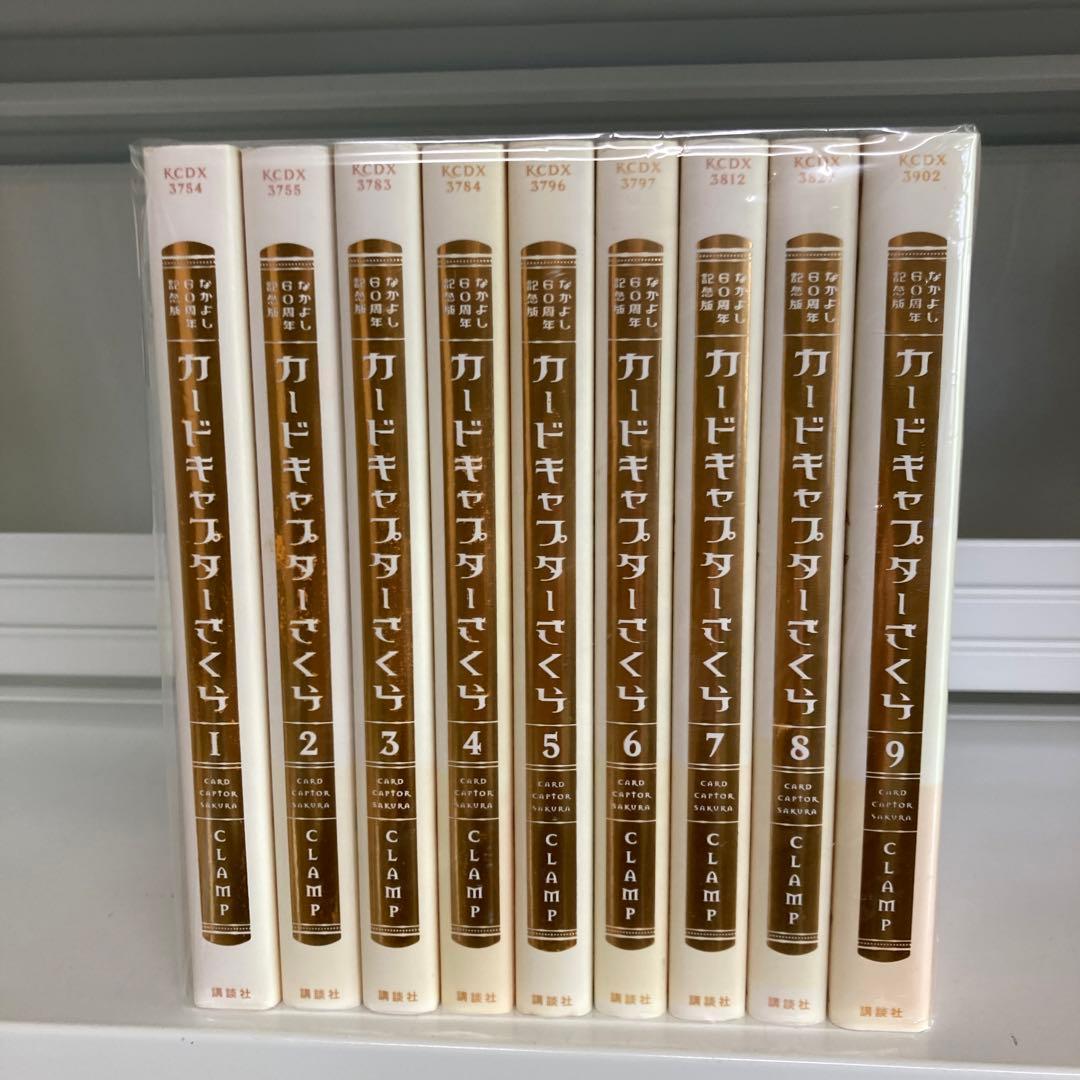 KCDX
3754
なかよし
60周年
記念版
カードキャプターさくら
1
CARD
CAPTOR
SAKURA
CLAMP
講談社
KCDX
3755
なかよし
60周年
記念版
カードキャプターさくら
2
CARD
CAPTOR
SAKURA
CLAMP
講談社
KCDX
3783
なかよし
60周年
記念版
カードキャプターさくら
3
CARD
CAPTOR
SAKURA
CLAMP
講談社
KCDX
3784
なかよし
60周年
記念版
カードキャプターさくら
4
CARD
CAPTOR
SAKURA
CLAMP
講談社
KCDX
3796
なかよし
60周年
記念版
カードキャプターさくら
5
CARD
CAPTOR
SAKURA
CLAMP
講談社
KCDX
3797
なかよし
60周年
記念版
カードキャプターさくら
6
CARD
CAPTOR
SAKURA
CLAMP
講談社
KCDX
3812
なかよし
60周年
記念版
カードキャプターさくら
7
CARD
CAPTOR
SAKURA
CLAMP
講談社
KCDX
なかよし
60周年
記念版
カードキャプターさくら
8
CARD
CAPTOR
SAKURA
CLAMP
講談社
KCDX
3902
なかよし
60周年
記念版
カードキャプターさくら
9
CARD
CAPTOR
SAKURA
CLAMP
講談社